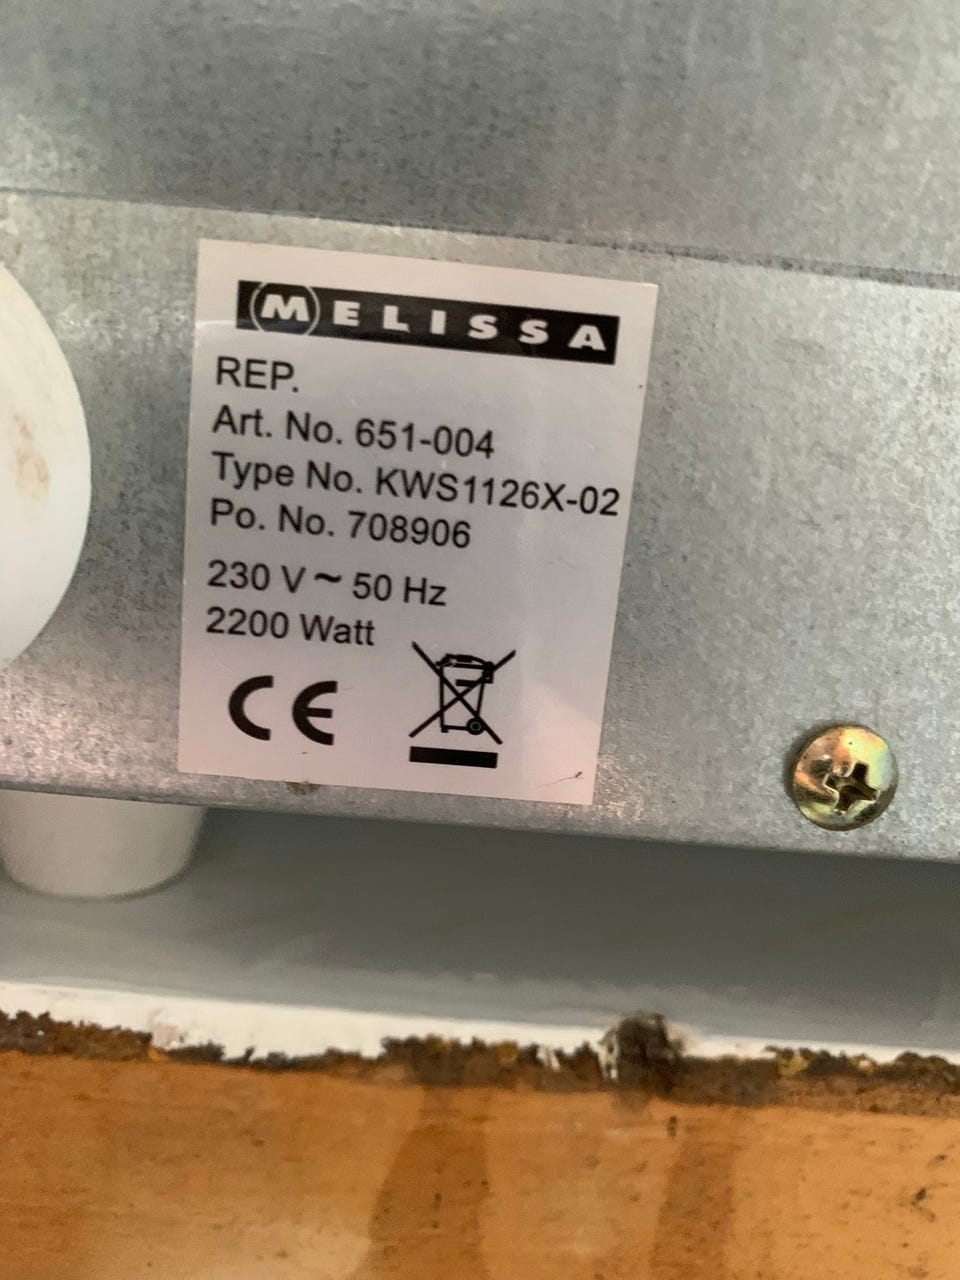 MELISSA
REP.
Art. No. 651-004
Type No. KWS1126X-02
Po. No. 708906
230 V ~ 50 Hz
2200 Watt
CE